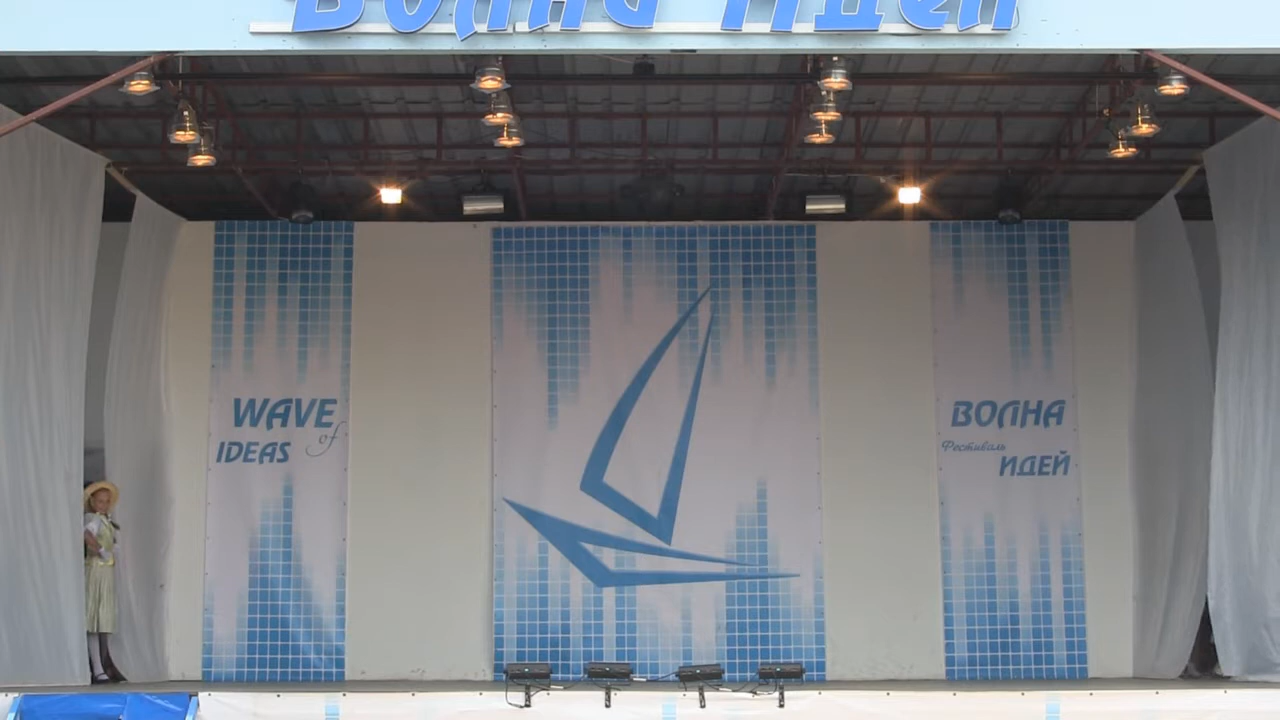 Волна Идей
WAVE
of
IDEAS
ВОЛНА
Фестиваль
ИДЕЙ